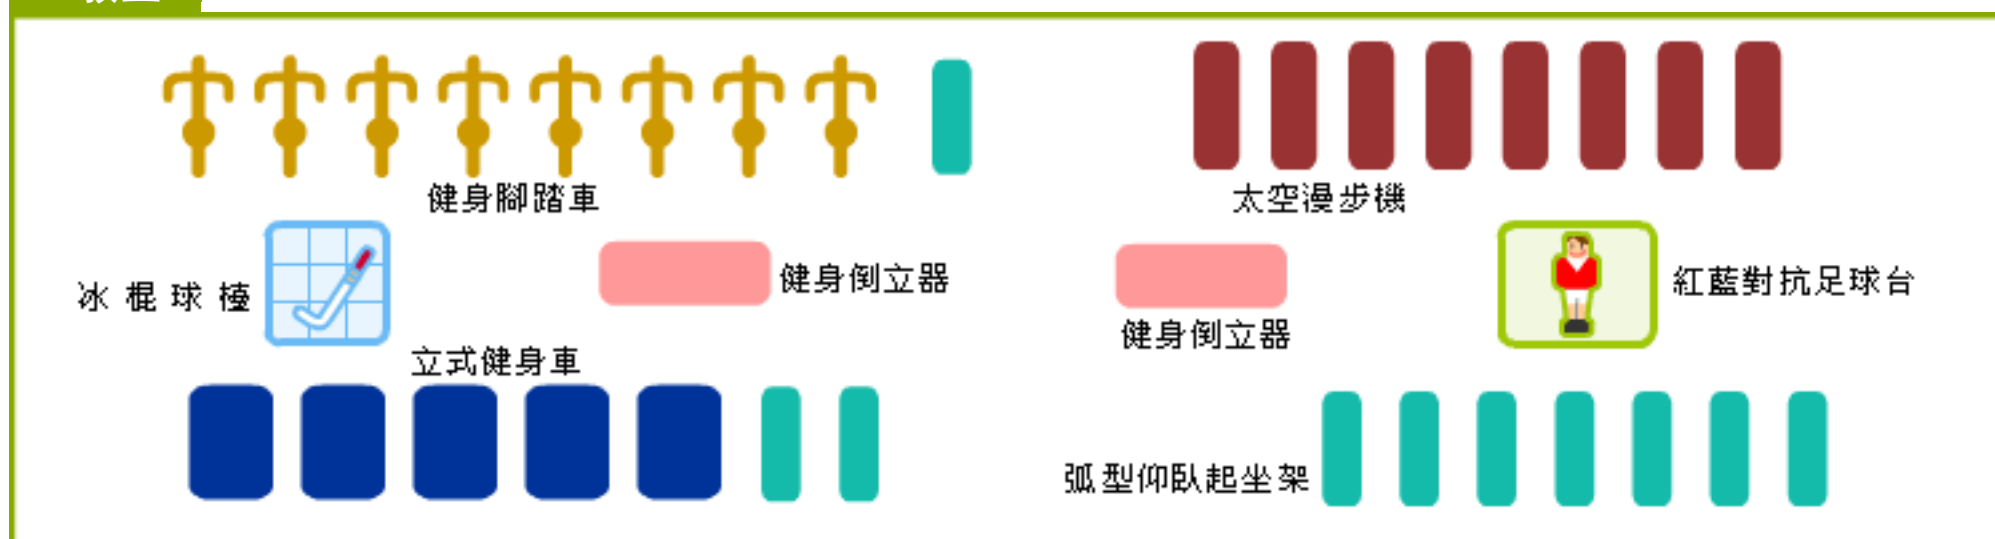 健身腳踏車
太空漫步機
冰棍球檯
健身倒立器
健身倒立器
紅藍對抗足球台
立式健身車
弧型仰臥起坐架